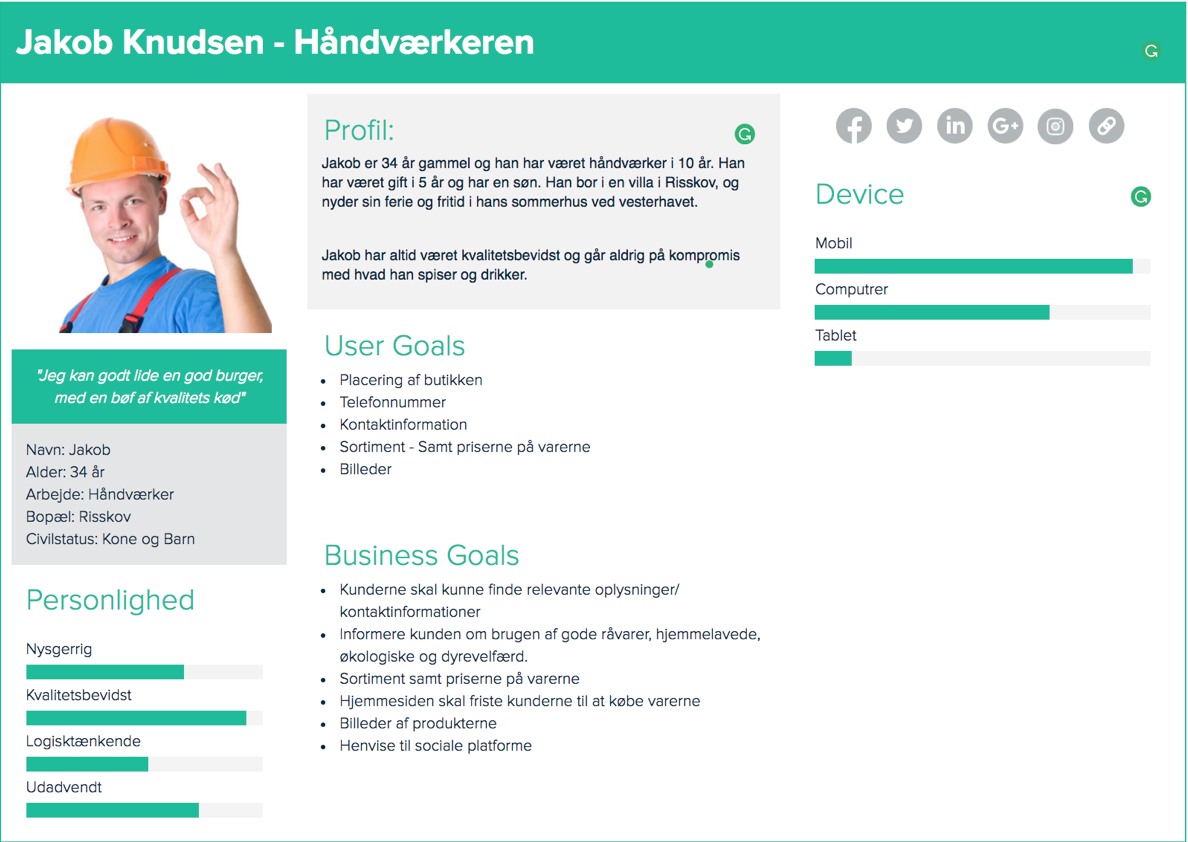 Jakob Knudsen - Håndværkeren
"Jeg kan godt lide en god burger,
med en bøf af kvalitets kød"
Navn: Jakob
Alder: 34 år
Arbejde: Håndværker
Bopæl: Risskov
Civilstatus: Kone og Barn
Personlighed
Nysgerrig
Kvalitetsbevidst
Logisktænkende
Udadvendt
Profil:
Jakob er 34 år gammel og han har været håndværker i 10 år. Han
har været gift i 5 år og har en søn. Han bor i en villa i Risskov, og
nyder sin ferie og fritid i hans sommerhus ved vesterhavet.
Jakob har altid været kvalitetsbevidst og går aldrig på kompromis
med hvad han spiser og drikker.
User Goals
• Placering af butikken
• Telefonnummer
• Kontaktinformation
• Sortiment - Samt priserne på varerne
• Billeder
Business Goals
• Kunderne skal kunne finde relevante oplysninger/
kontaktinformationer
• Informere kunden om brugen af gode råvarer, hjemmelavede,
økologiske og dyrevelfærd.
• Sortiment samt priserne på varerne
• Hjemmesiden skal friste kunderne til at købe varerne
• Billeder af produkterne
• Henvise til sociale platforme
Device
Mobil
Computrer
Tablet